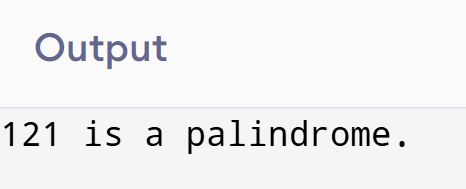 Output
121 is a palindrome.